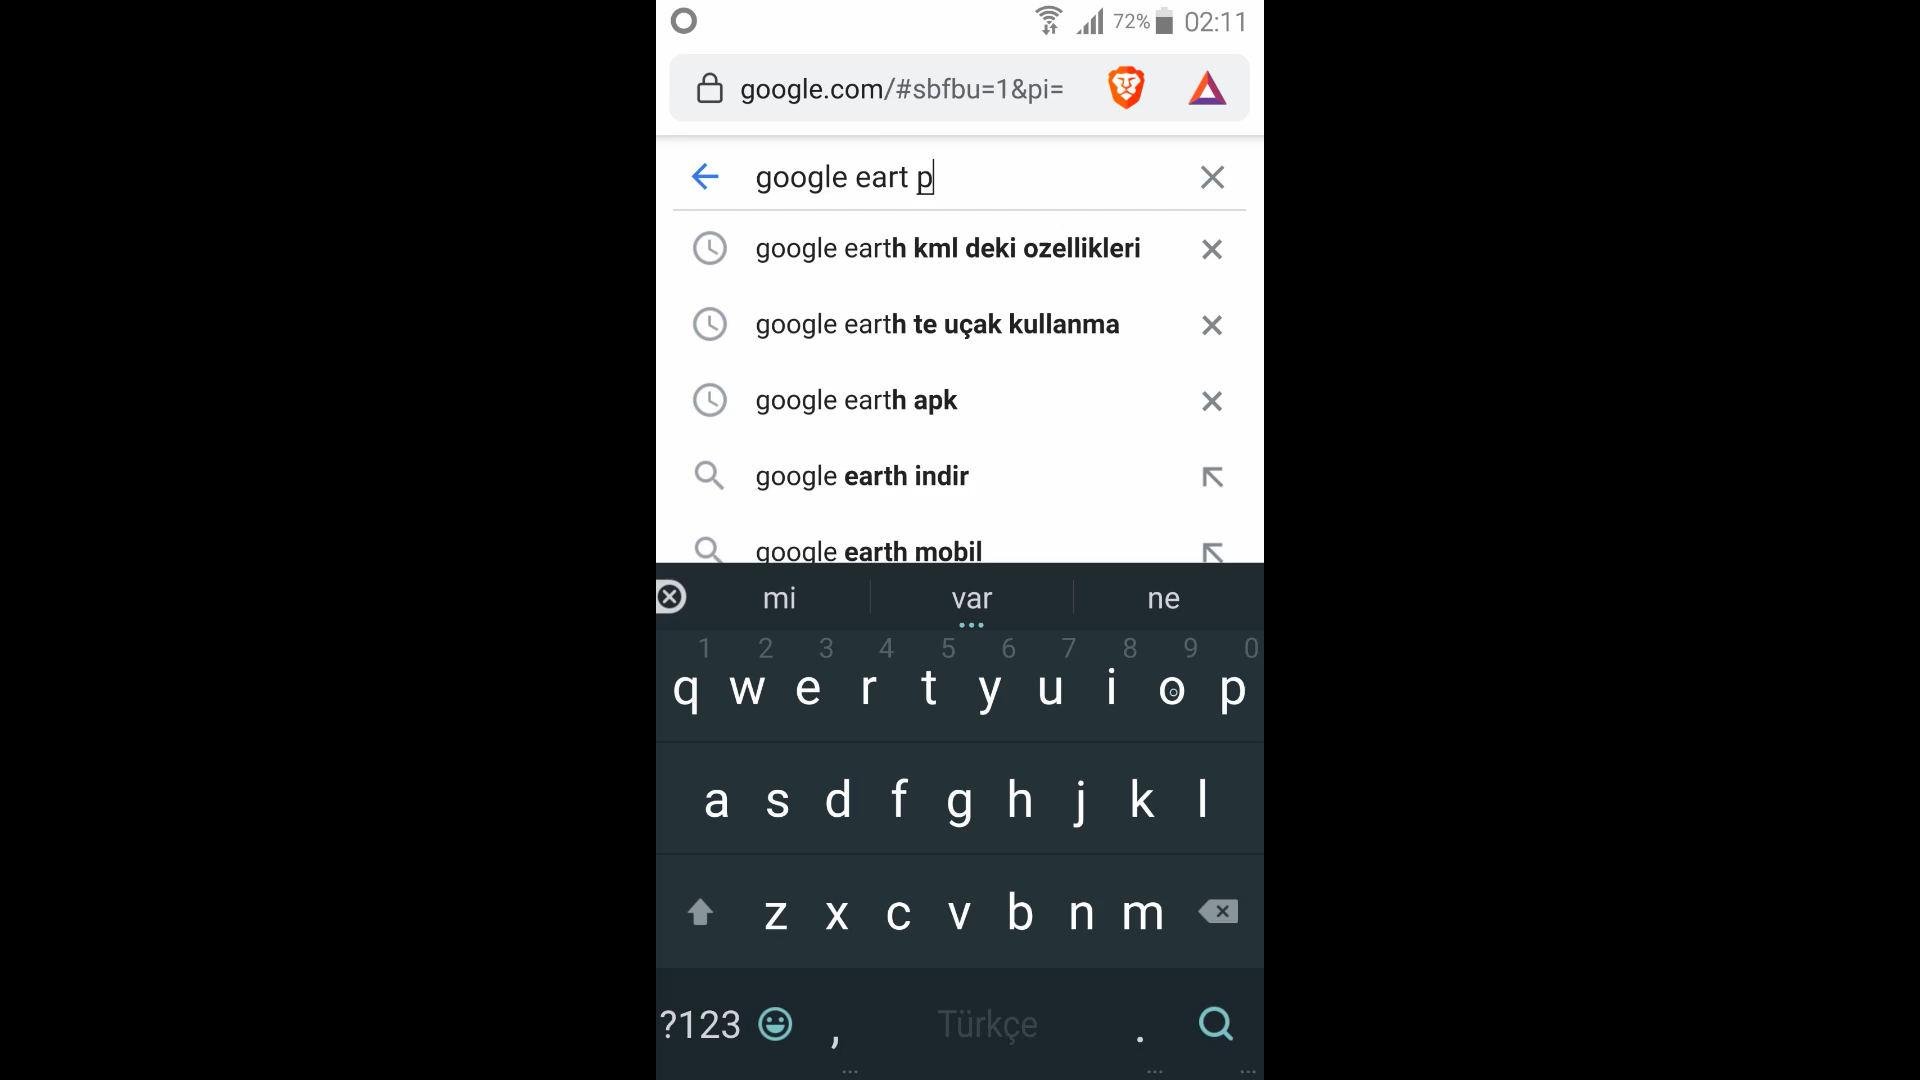 72% 02:11
google.com/#sbfbu=1&pi=
google eart p
google earth kml deki ozellikleri
google earth te uçak kullanma
google earth apk
google earth indir
google earth mobil
mi var ne
1 2 3 4 5 6 7 8 9 0
q w e r t y u i o p
a s d f g h j k l
z x c v b n m
?123 , Türkçe .